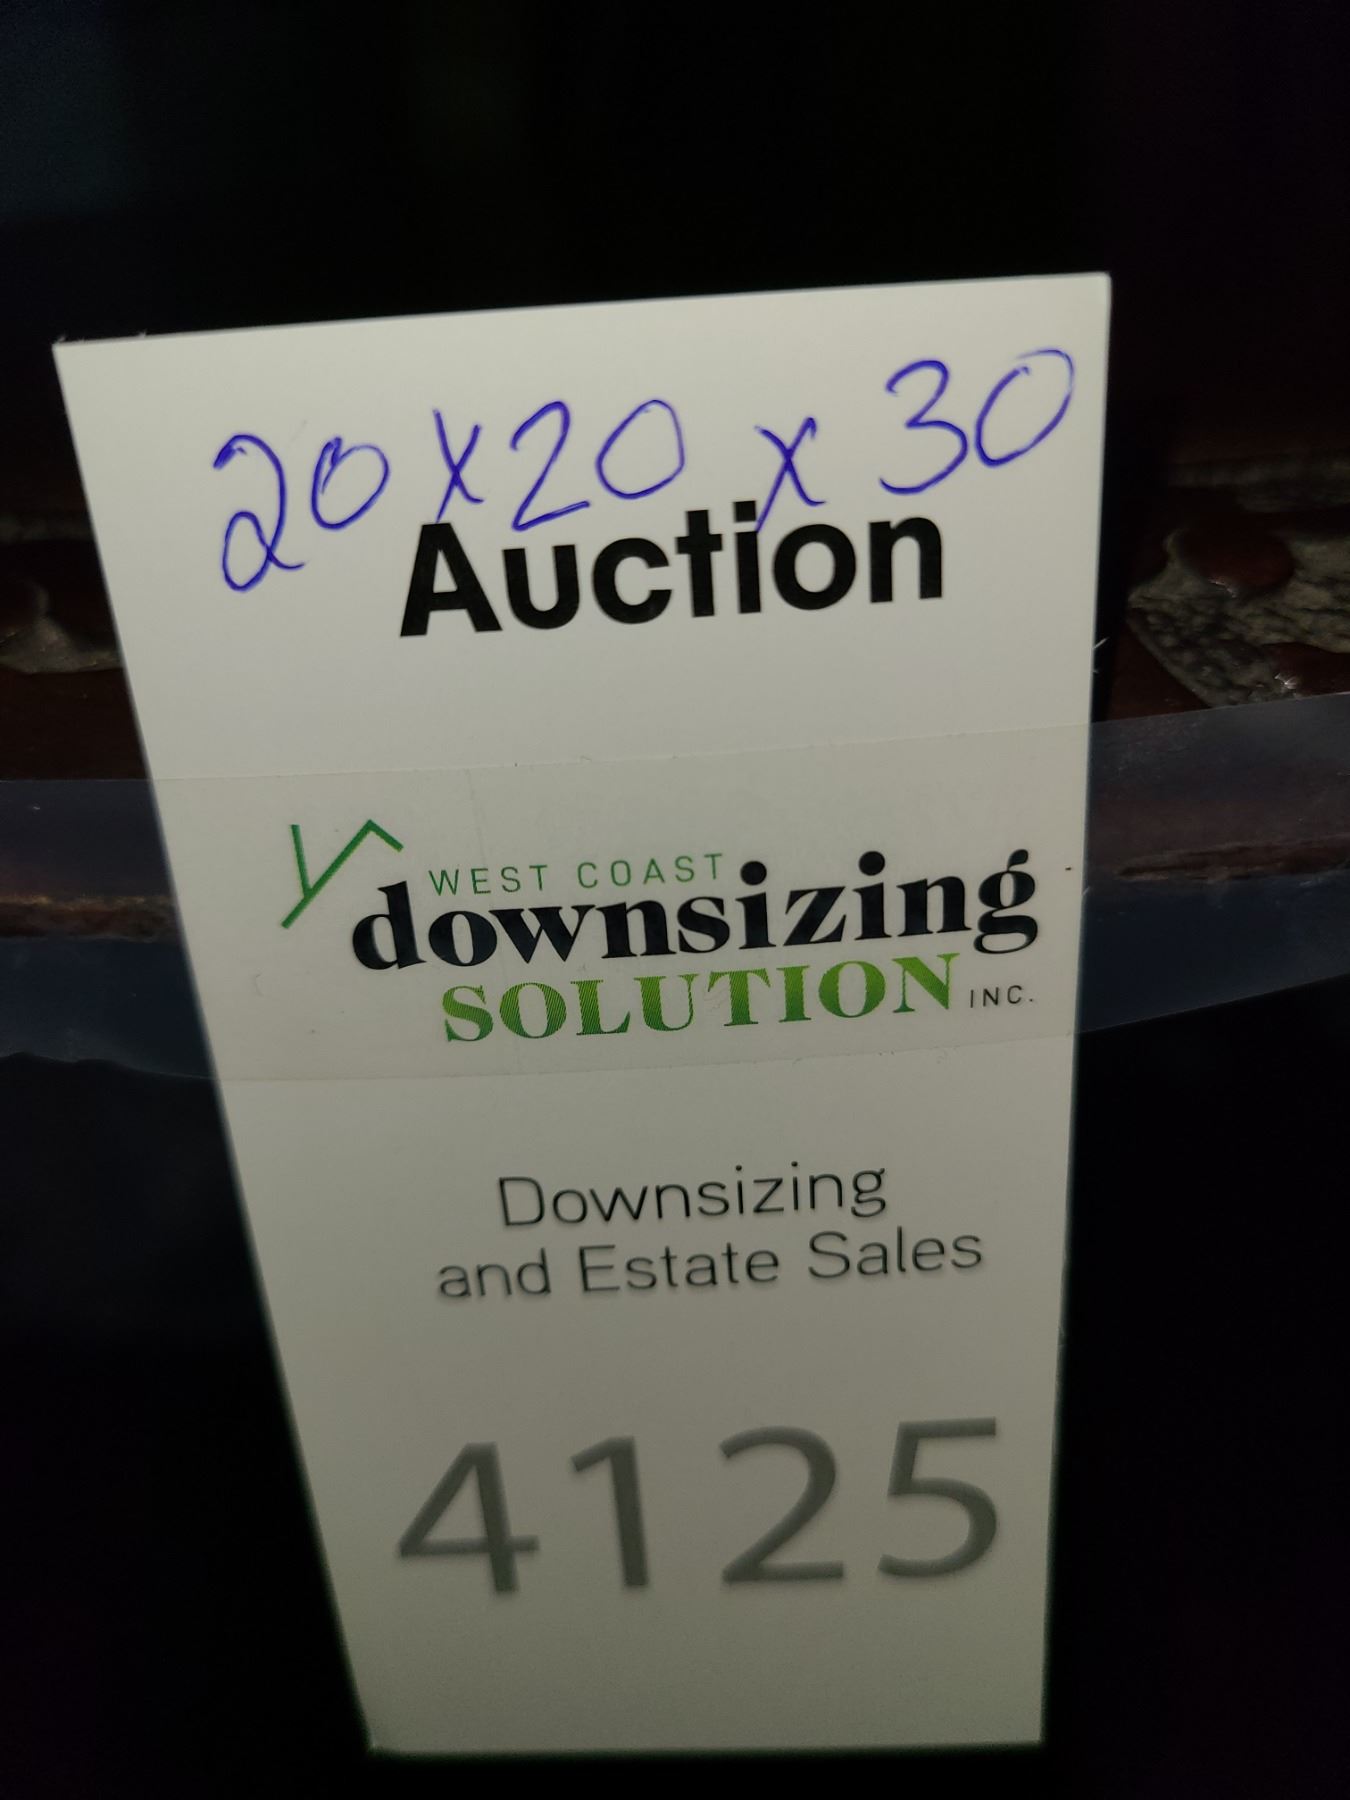 20 x 20 x 30
Auction
WEST COAST
downsizing
SOLUTION INC.
Downsizing
and Estate Sales
4125